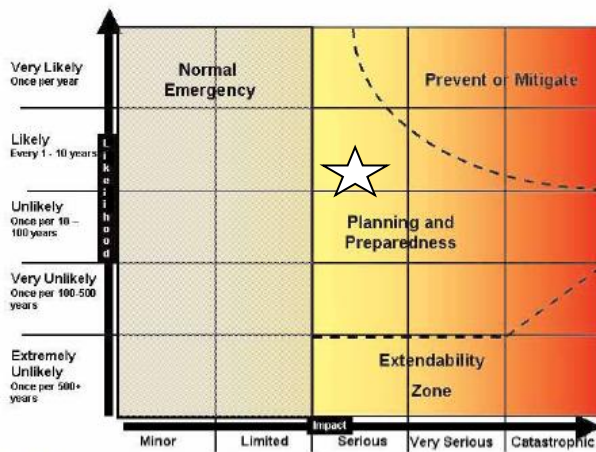 Very Likely
Once per year
Normal
Emergency
Prevent or Mitigate
Likely
Every 1 - 10 years
Likelihood
Unlikely
Once per 10 –
100 years
Planning and
Preparedness
Very Unlikely
Once per 100-500
years
Extremely
Unlikely
Once per 500+
years
Extendability
Zone
Impact
Minor
Limited
Serious
Very Serious
Catastrophic